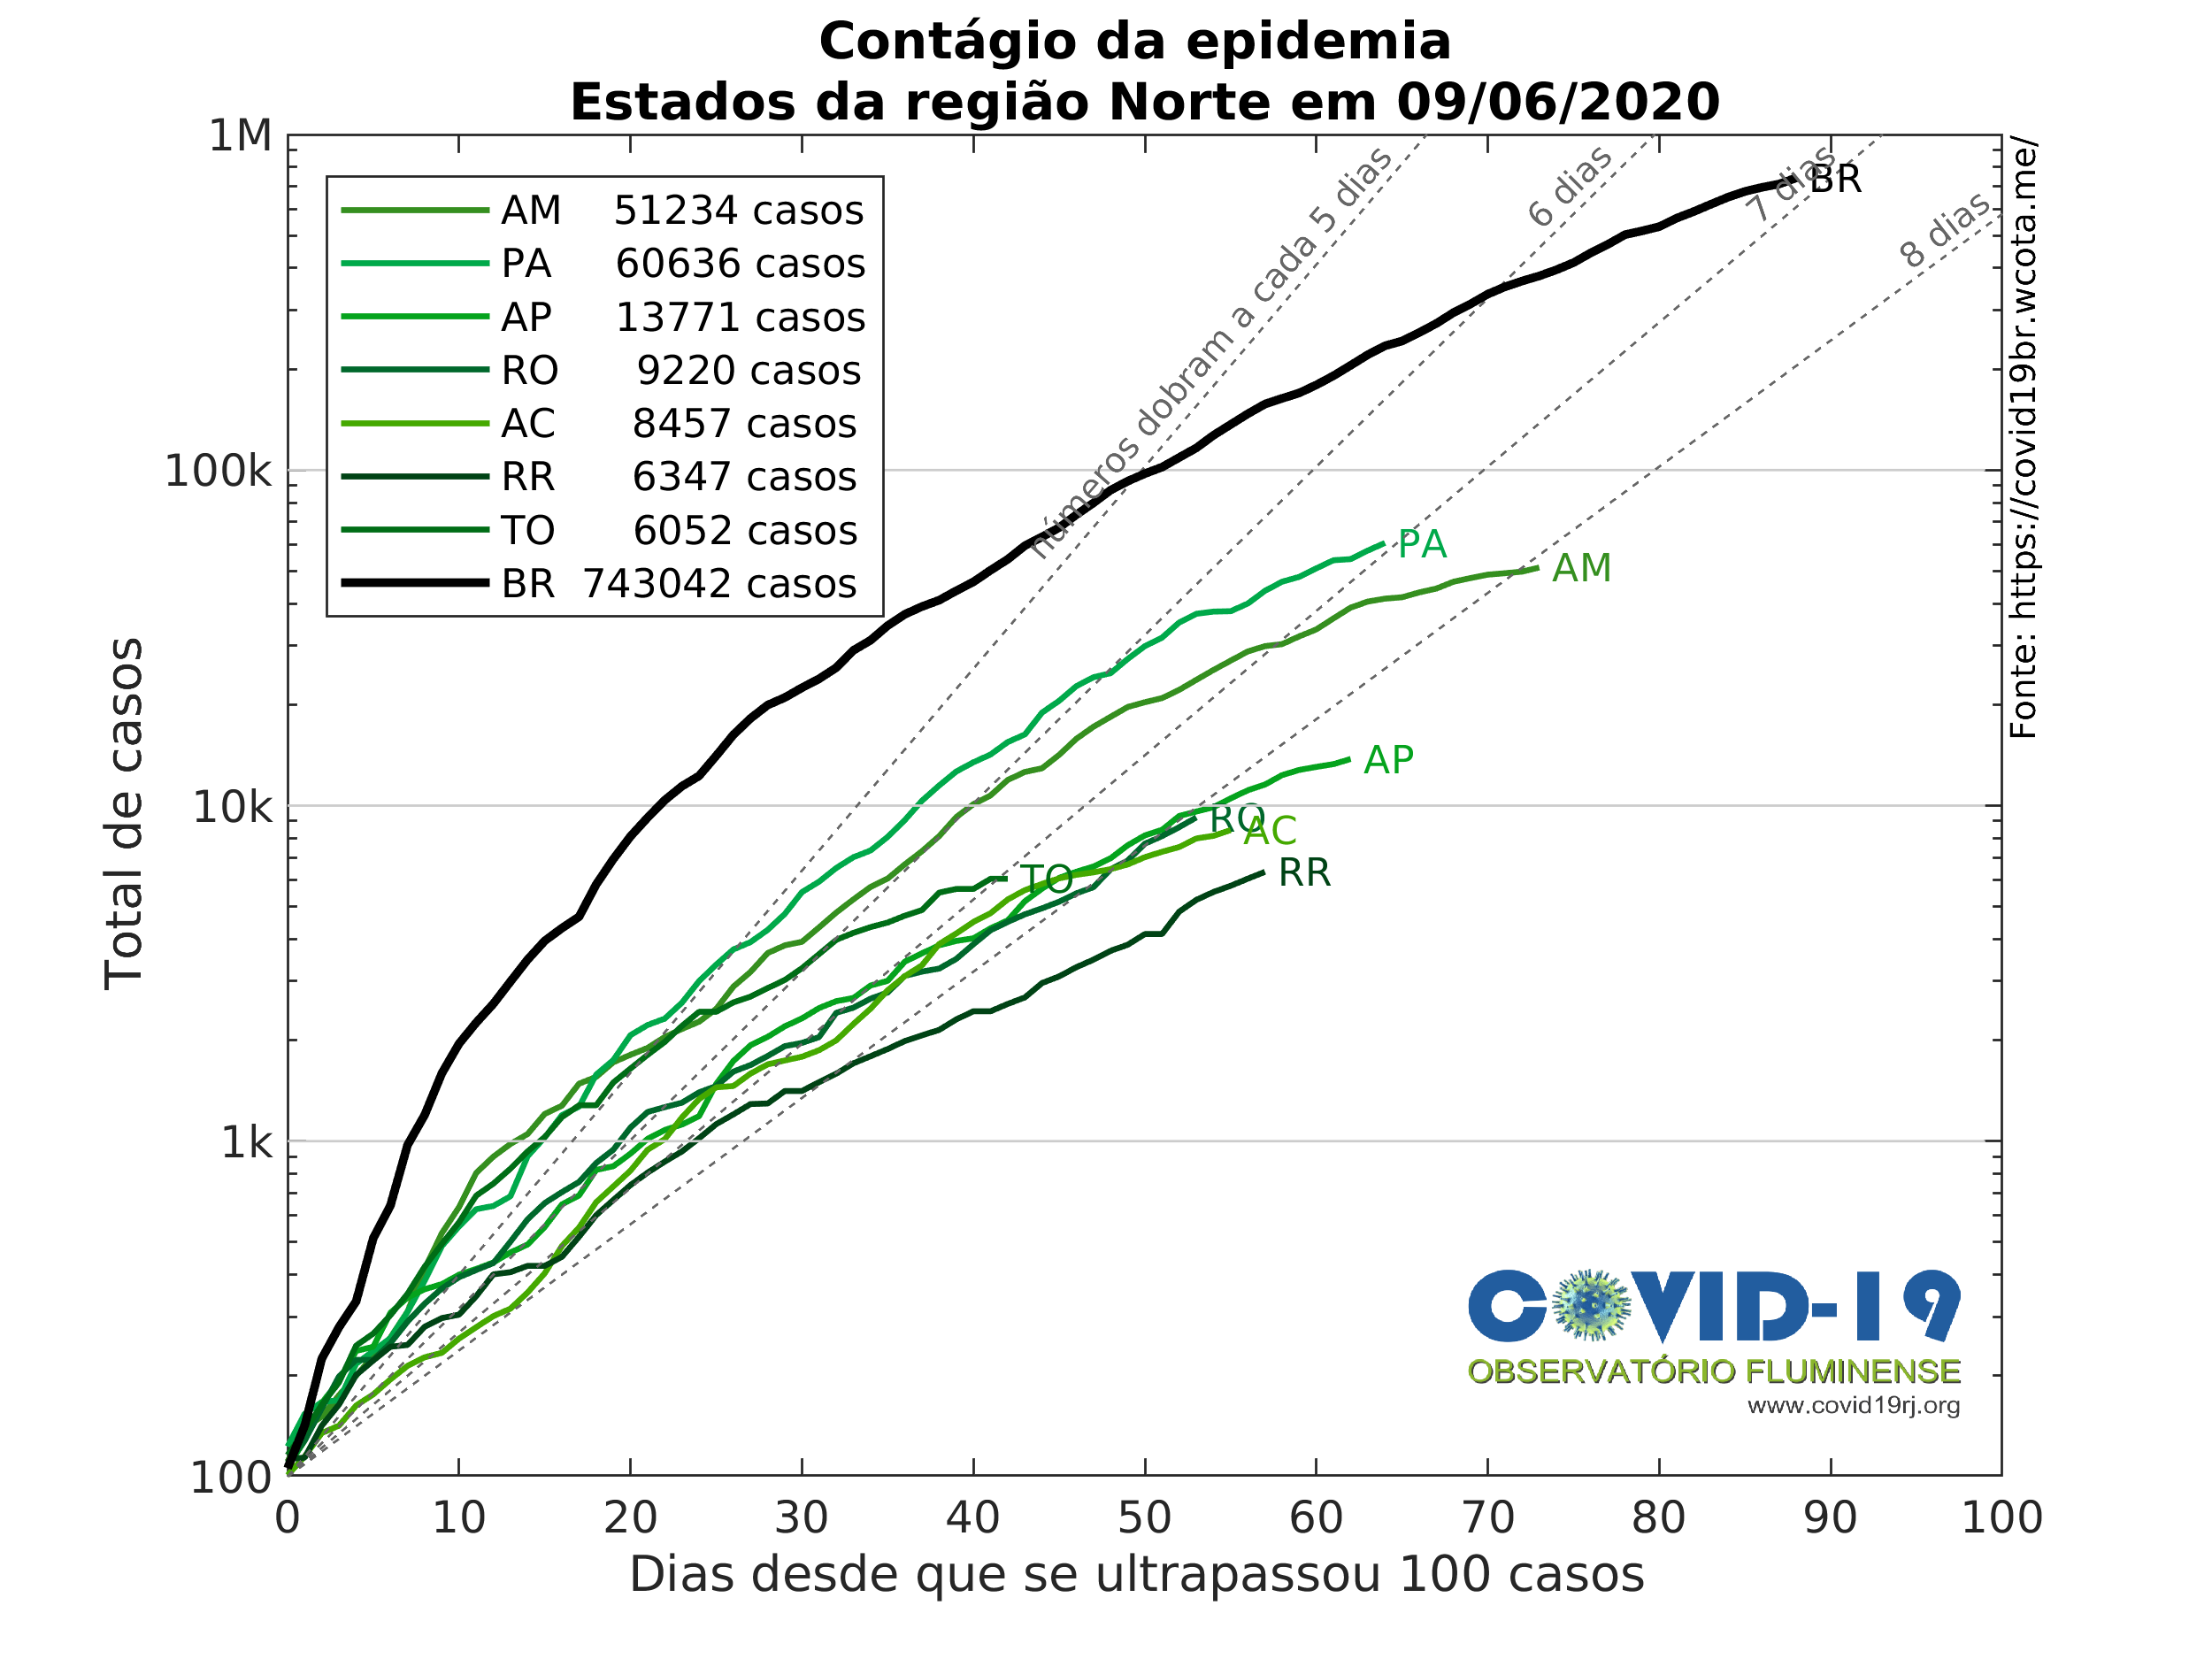 Contágio da epidemia
Estados da região Norte em 09/06/2020
1M
100k
10k
1k
100
Total de casos
AM 51234 casos
PA 60636 casos
AP 13771 casos
RO 9220 casos
AC 8457 casos
RR 6347 casos
TO 6052 casos
BR 743042 casos
números dobram a cada 5 dias
6 dias
7 dias
8 dias
BR
PA
AM
AP
RO
AC
TO
RR
Fonte: https://covid19br.wcota.me/
COVID-19
OBSERVATÓRIO FLUMINENSE
www.covid19rj.org
0 10 20 30 40 50 60 70 80 90 100
Dias desde que se ultrapassou 100 casos